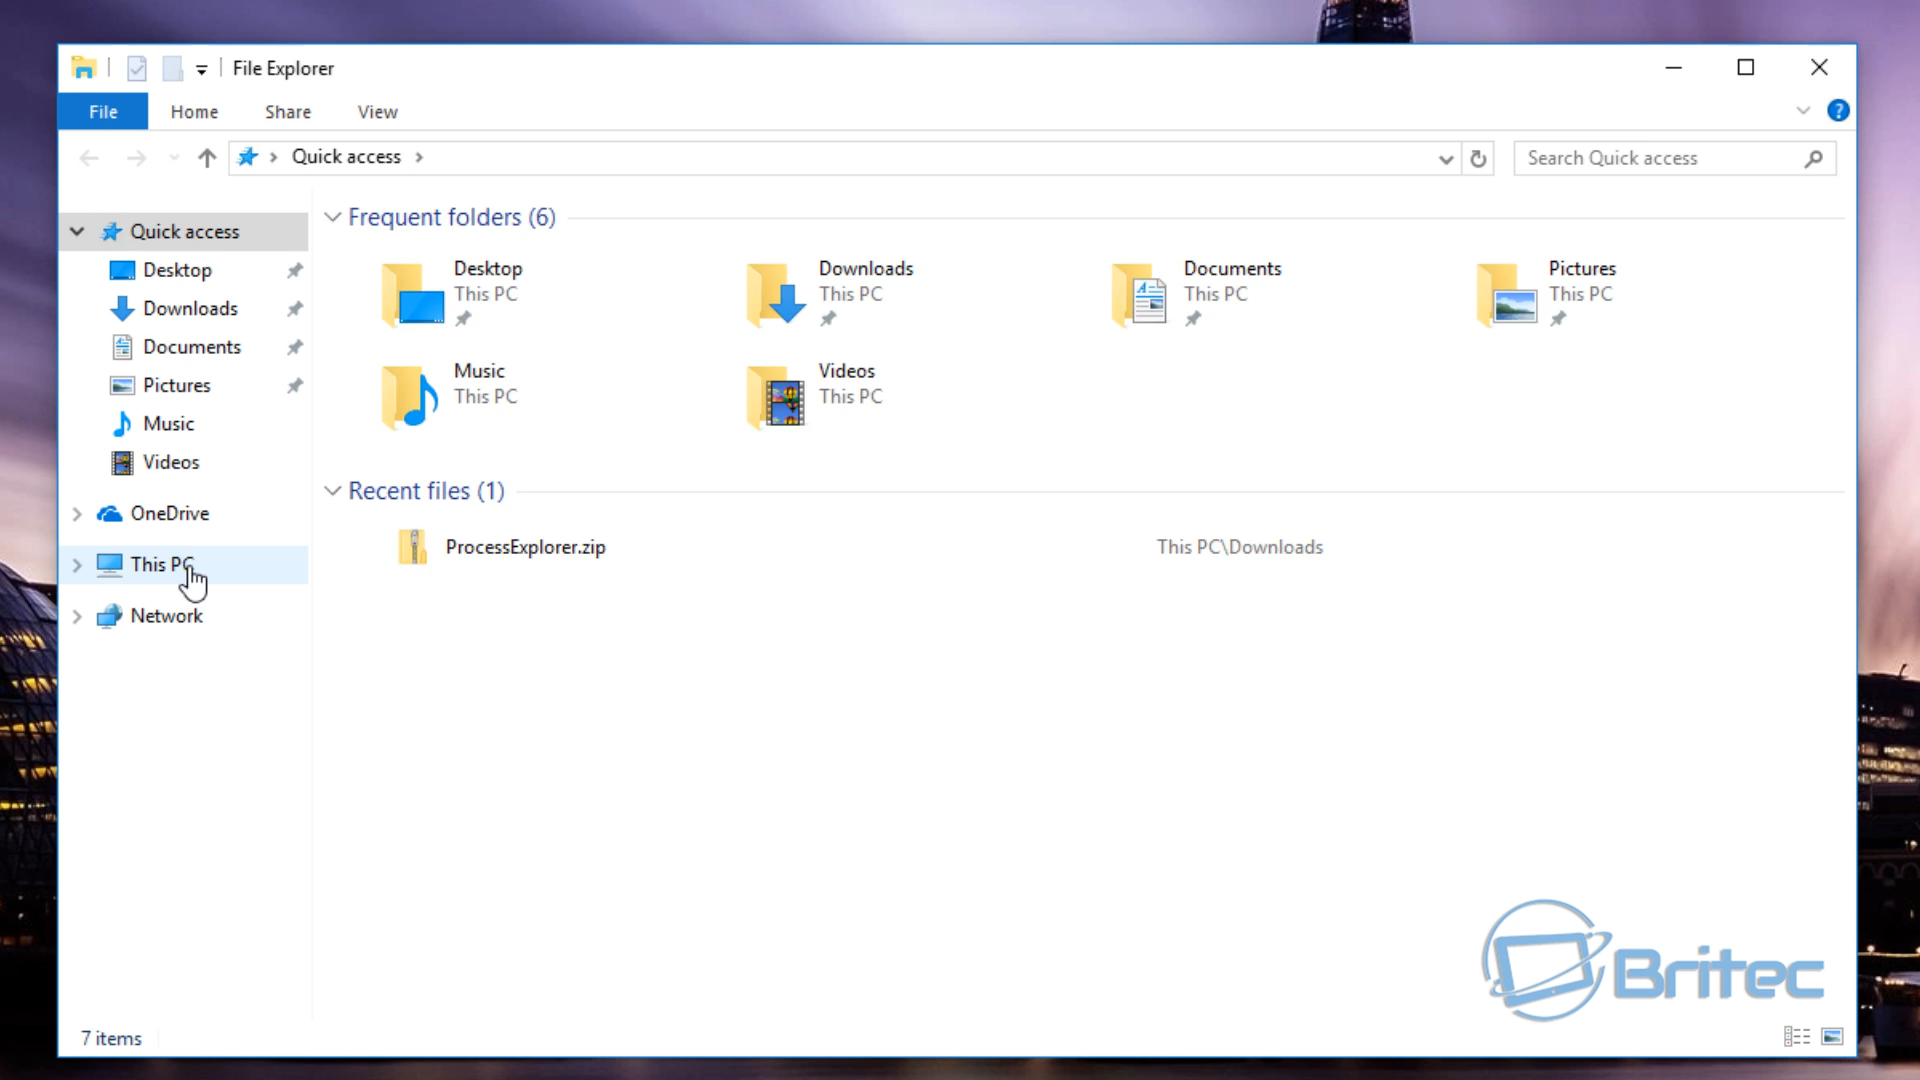 File Explorer
File Home Share View
Quick access
Search Quick access
Quick access
Desktop
Downloads
Documents
Pictures
Music
Videos
OneDrive
This PC
Network
Frequent folders (6)
Desktop
This PC
Downloads
This PC
Documents
This PC
Pictures
This PC
Music
This PC
Videos
This PC
Recent files (1)
ProcessExplorer.zip This PC\Downloads
Britec
7 items